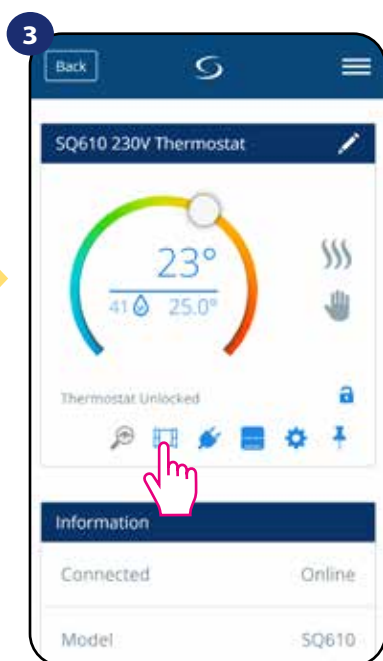 3
Back
SQ610 230V Thermostat
23°
41 25.0°
Thermostat Unlocked
Information
Connected Online
Model SQ610